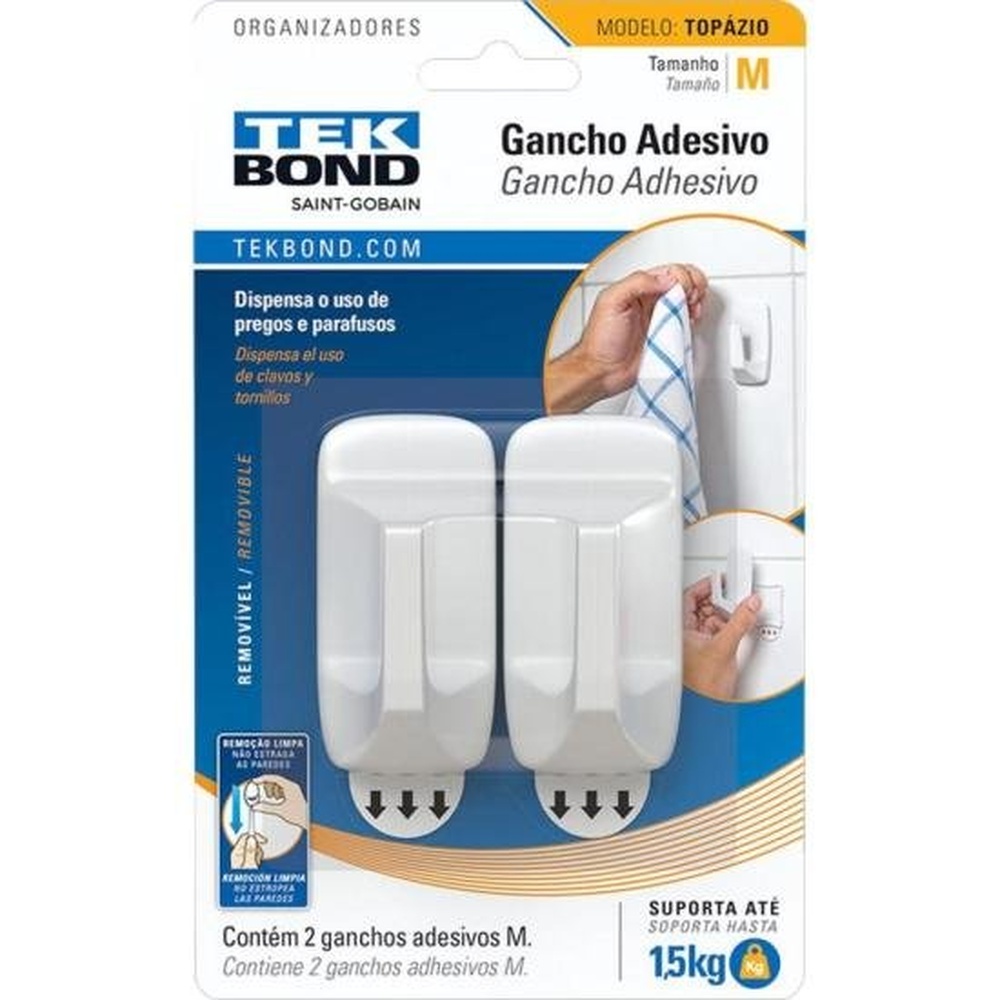 ORGANIZADORES
MODELO: TOPÁZIO
Tamanho
Tamaño
M
TEK
BOND
SAINT-GOBAIN
Gancho Adesivo
Gancho Adhesivo
TEKBOND.COM
Dispensa o uso de
pregos e parafusos
Dispensa el uso
de clavos y
tornillos
REMOVÍVEL / REMOVIBLE
REMOÇÃO LIMPA
NÃO ESTRAGA
AS PAREDES
REMOCIÓN LIMPIA
NO ESTROPEA
LAS PAREDES
Contém 2 ganchos adesivos M.
Contiene 2 ganchos adhesivos M.
SUPORTA ATÉ
SOPORTA HASTA
1,5kg
Kg